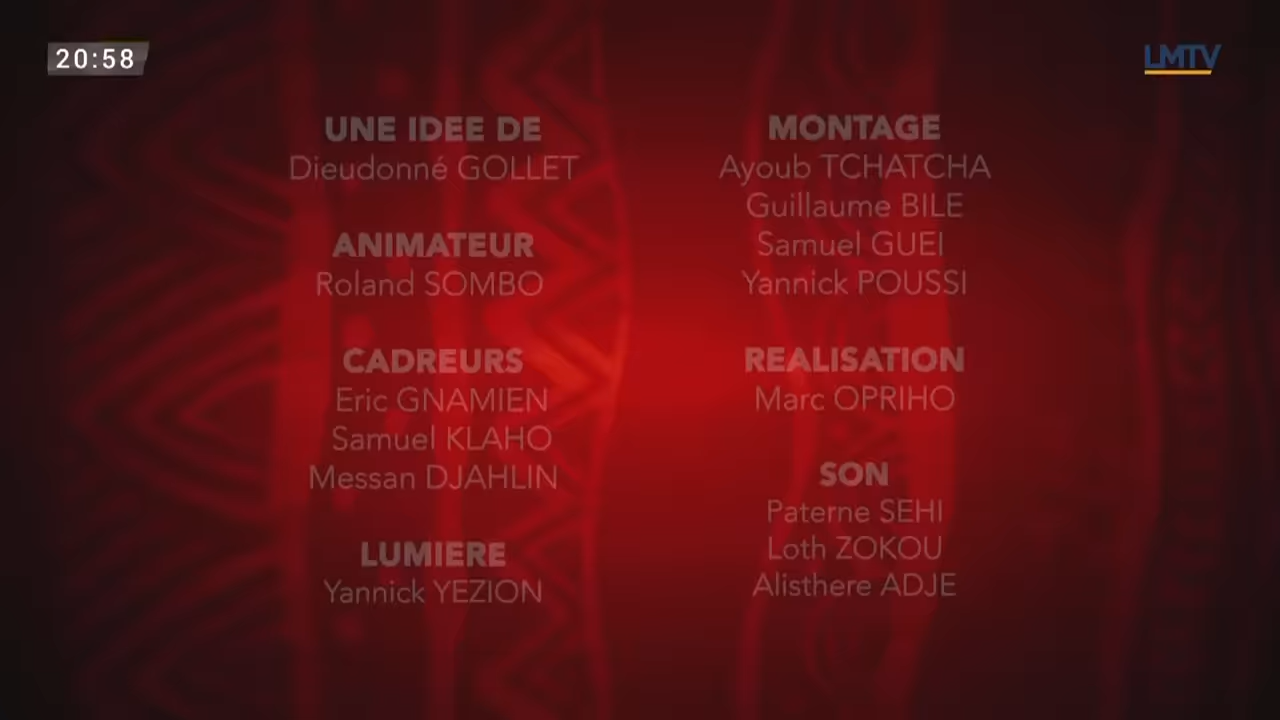 20:58
LMTV
UNE IDEE DE
Dieudonné GOLLET
ANIMATEUR
Roland SOMBO
CADREURS
Eric GNAMIEN
Samuel KLAHO
Messan DJAHLIN
LUMIERE
Yannick YEZION
MONTAGE
Ayoub TCHATCHA
Guillaume BILE
Samuel GUEI
Yannick POUSSI
REALISATION
Marc OPRIHO
SON
Paterne SEHI
Loth ZOKOU
Alisthere ADJE